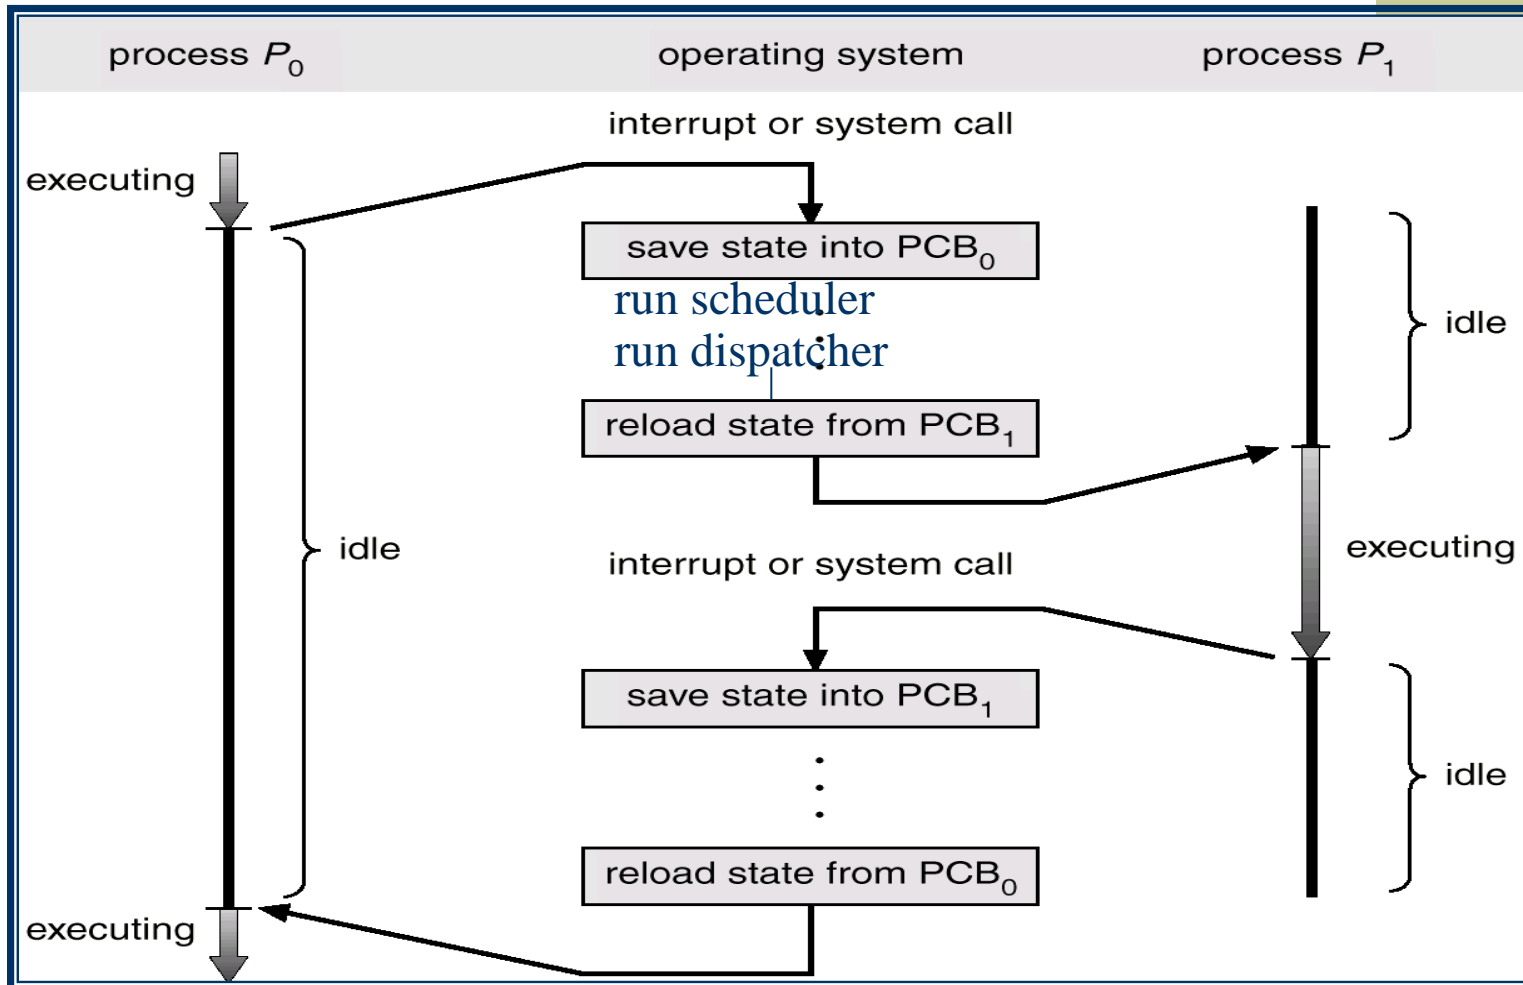 process P₀ operating system process P₁
interrupt or system call
executing
save state into PCB₀
run scheduler
idle
run dispatcher
reload state from PCB₁
idle
executing
interrupt or system call
save state into PCB₁
idle
reload state from PCB₀
executing